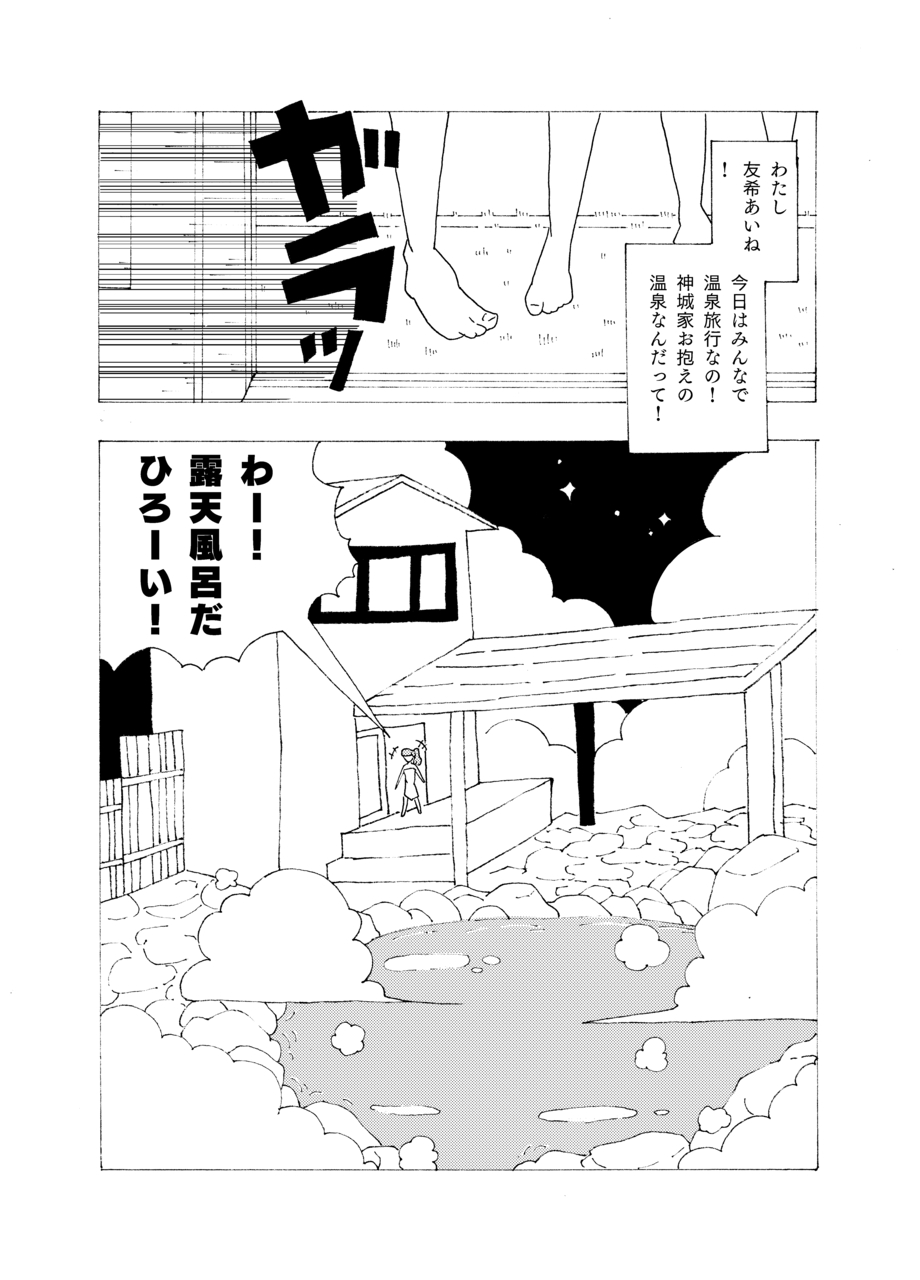 わたし
友希あいね
！
今日はみんなで
温泉旅行なの！
神城家お抱えの
温泉なんだって！
ガラッ
わー！
露天風呂だ
ひろーい！